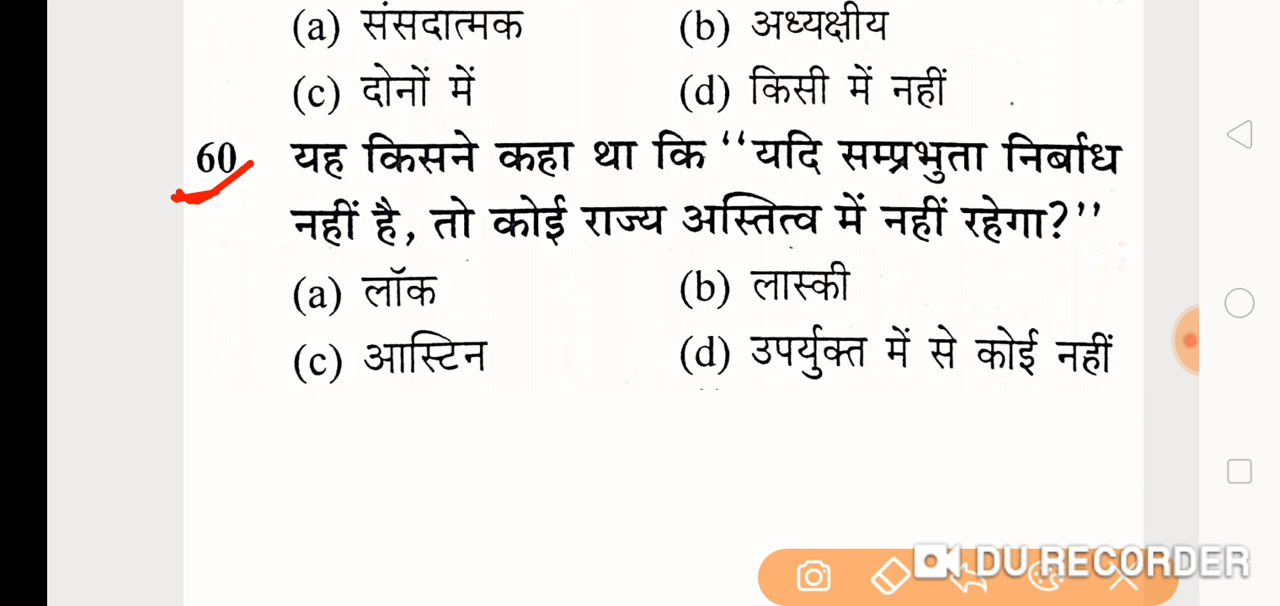 (a) संसदात्मक (b) अध्यक्षीय
(c) दोनों में (d) किसी में नहीं
60 यह किसने कहा था कि ‘‘यदि सम्प्रभुता निर्बाध
नहीं है, तो कोई राज्य अस्तित्व में नहीं रहेगा?’’
(a) लॉक (b) लास्की
(c) आस्टिन (d) उपर्युक्त में से कोई नहीं
DU RECORDER